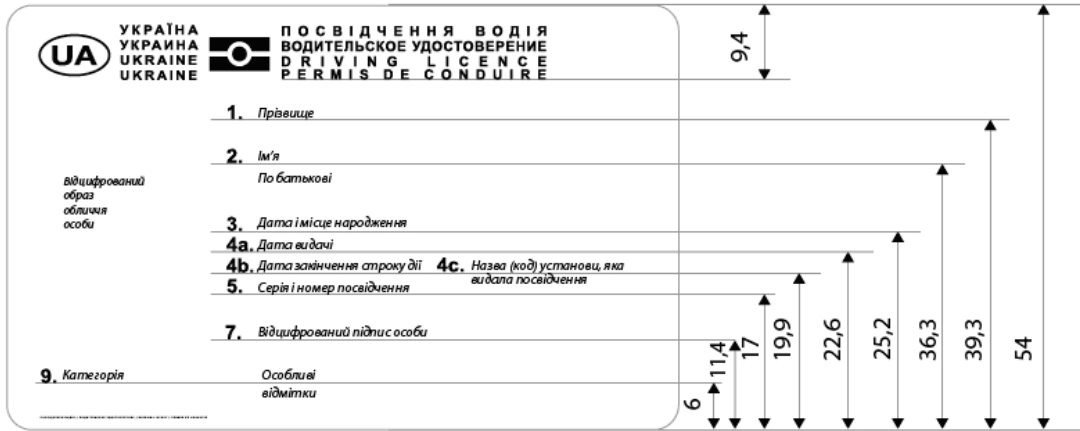 UA
УКРАЇНА
УКРАИНА
UKRAINE
UKRAINE
ПОСВІДЧЕННЯ ВОДІЯ
ВОДИТЕЛЬСКОЕ УДОСТОВЕРЕНИЕ
DRIVING LICENCE
PERMIS DE CONDUIRE
9,4
1. Прізвище
2. Ім'я
По батькові
Відцифрований
образ
обличчя
особи
3. Дата і місце народження
4a. Дата видачі
4b. Дата закінчення строку дії 4c. Назва (код) установи, яка
видала посвідчення
5. Серія і номер посвідчення
7. Відцифрований підпис особи
9. Категорія Особливі
відмітки
6
11,4
17
19,9
22,6
25,2
36,3
39,3
54